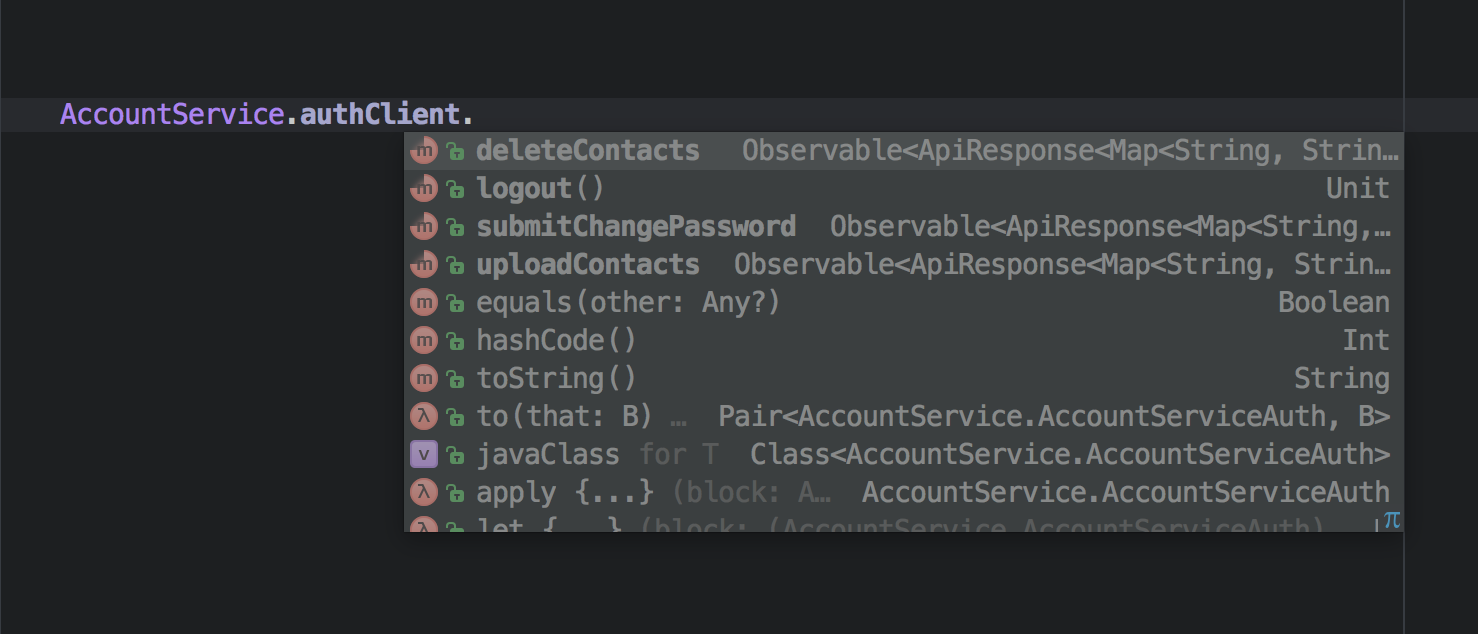 AccountService.authClient.
deleteContacts Observable<ApiResponse<Map<String, Strin…
logout() Unit
submitChangePassword Observable<ApiResponse<Map<String,…
uploadContacts Observable<ApiResponse<Map<String, Strin…
m equals(other: Any?) Boolean
m hashCode() Int
m toString() String
λ to(that: B) … Pair<AccountService.AccountServiceAuth, B>
v javaClass for T Class<AccountService.AccountServiceAuth>
λ apply {...} (block: A… AccountService.AccountServiceAuth
λ let {...} (block: (AccountService.AccountServiceAuth)
π